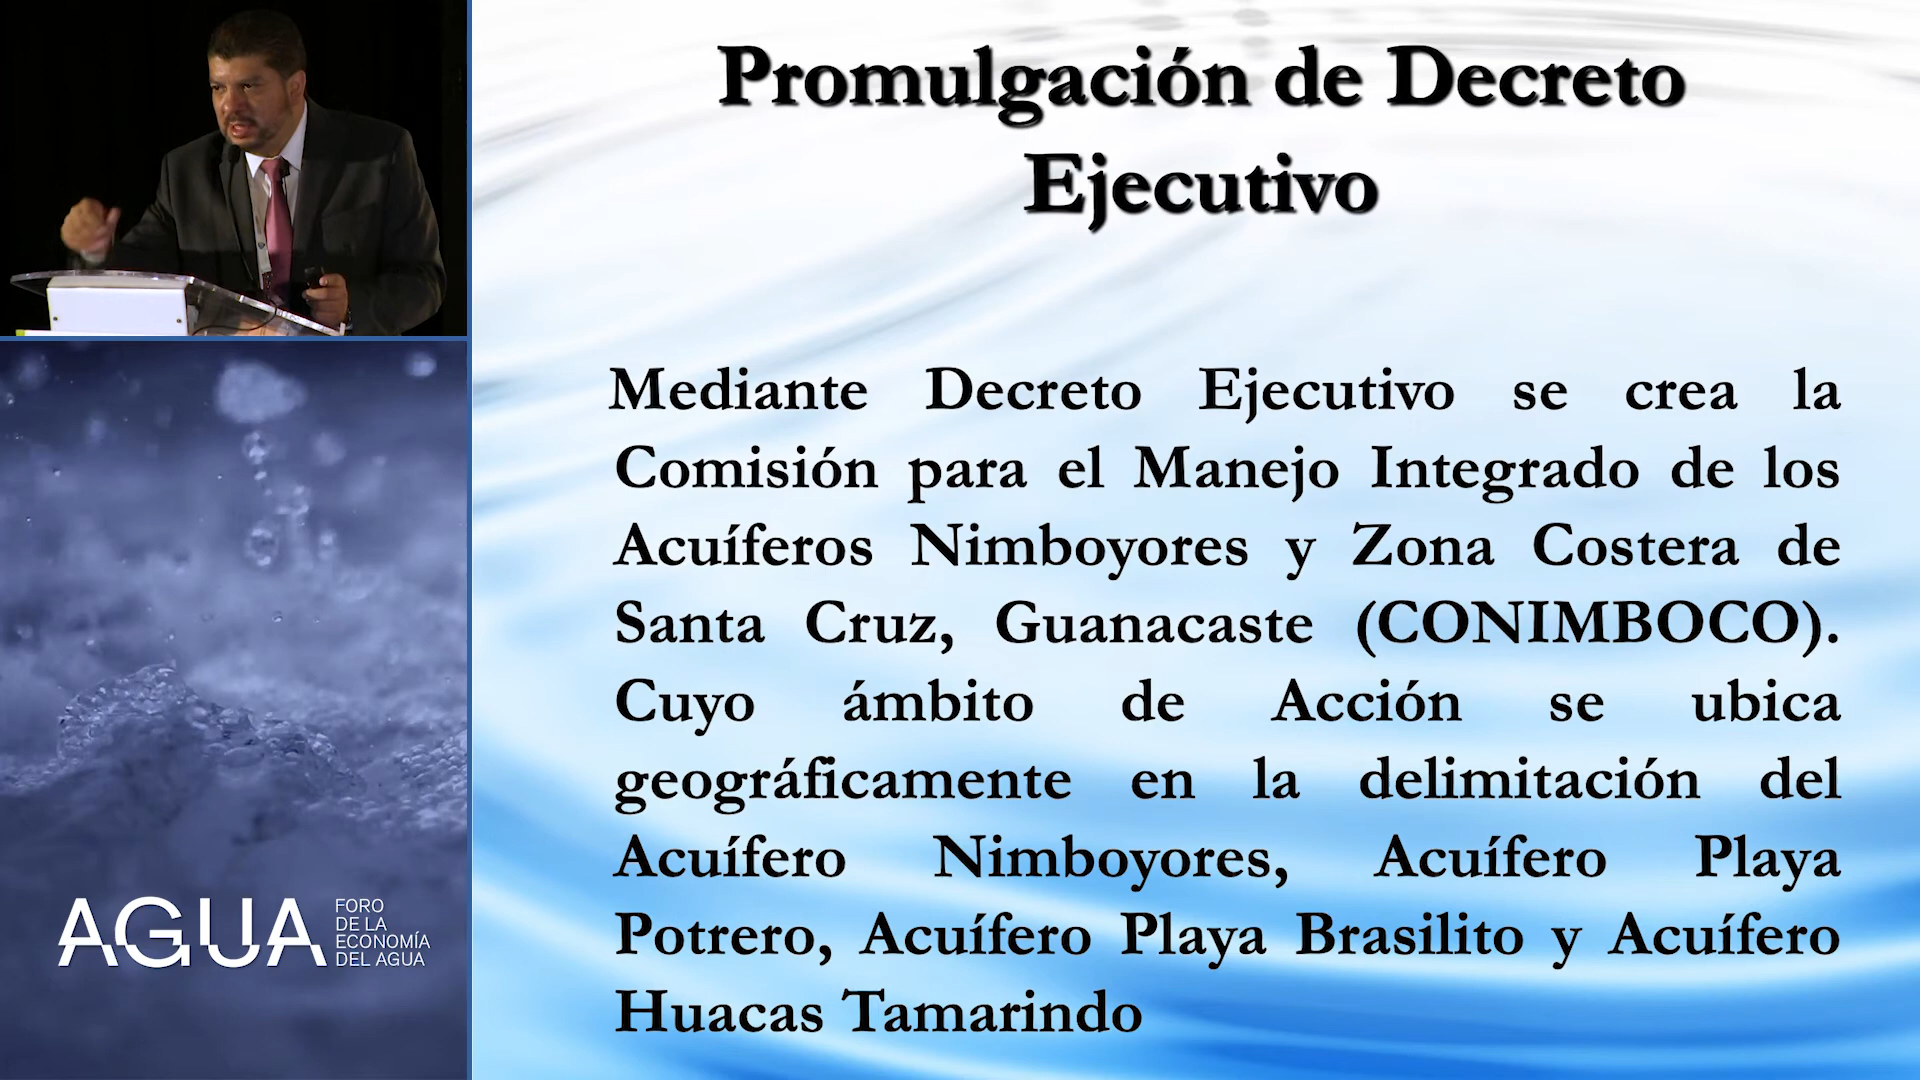 Promulgación de Decreto
Ejecutivo
Mediante Decreto Ejecutivo se crea la
Comisión para el Manejo Integrado de los
Acuíferos Nimboyores y Zona Costera de
Santa Cruz, Guanacaste (CONIMBOCO).
Cuyo ámbito de Acción se ubica
geográficamente en la delimitación del
Acuífero Nimboyores, Acuífero Playa
Potrero, Acuífero Playa Brasilito y Acuífero
Huacas Tamarindo
AGUA
FORO
DE LA
ECONOMÍA
DEL AGUA